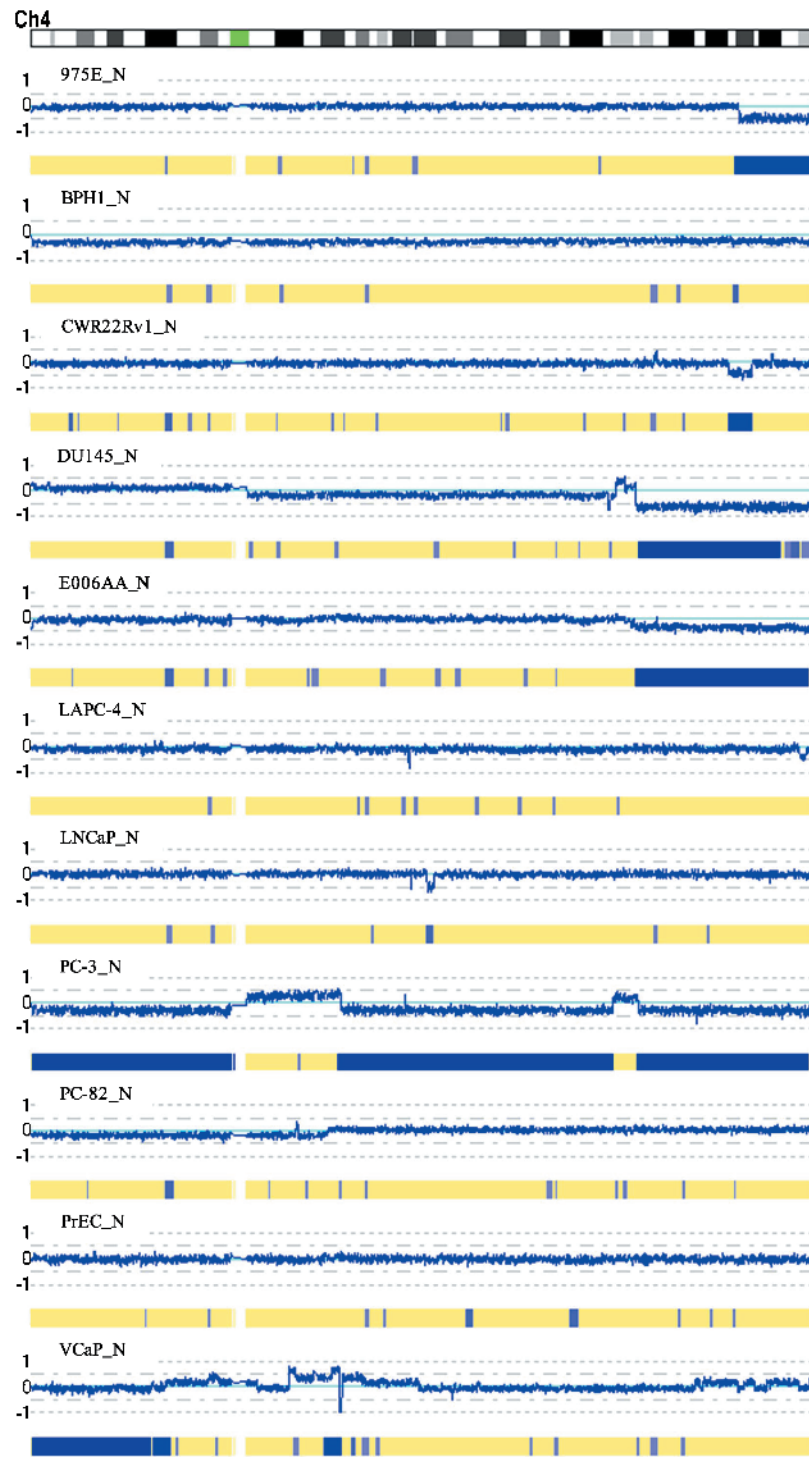 Ch4
975E_N
1
0
-1
BPH1_N
1
0
-1
CWR22Rv1_N
1
0
-1
DU145_N
1
0
-1
E006AA_N
1
0
-1
LAPC-4_N
1
0
-1
LNCaP_N
1
0
-1
PC-3_N
1
0
-1
PC-82_N
1
0
-1
PrEC_N
1
0
-1
VCaP_N
1
0
-1